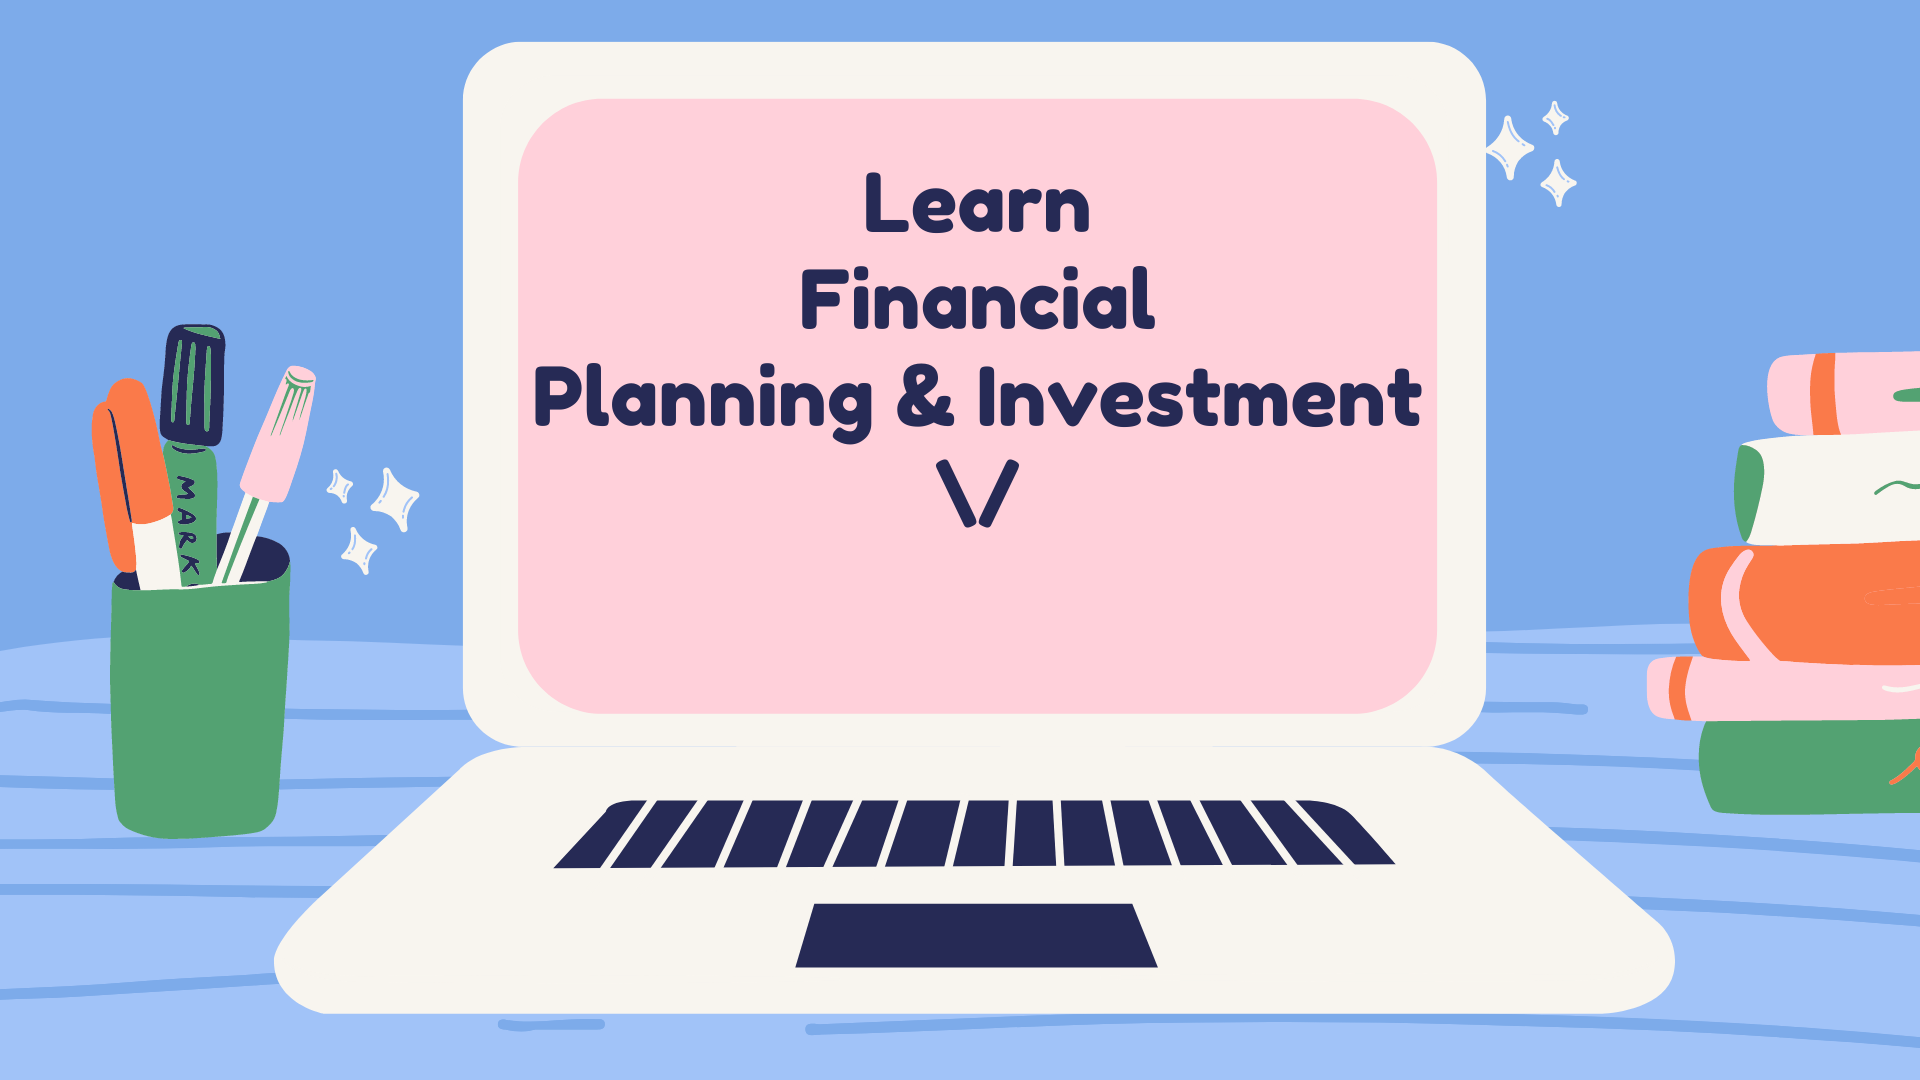 Learn
Financial
Planning & Investment
\/
MARK